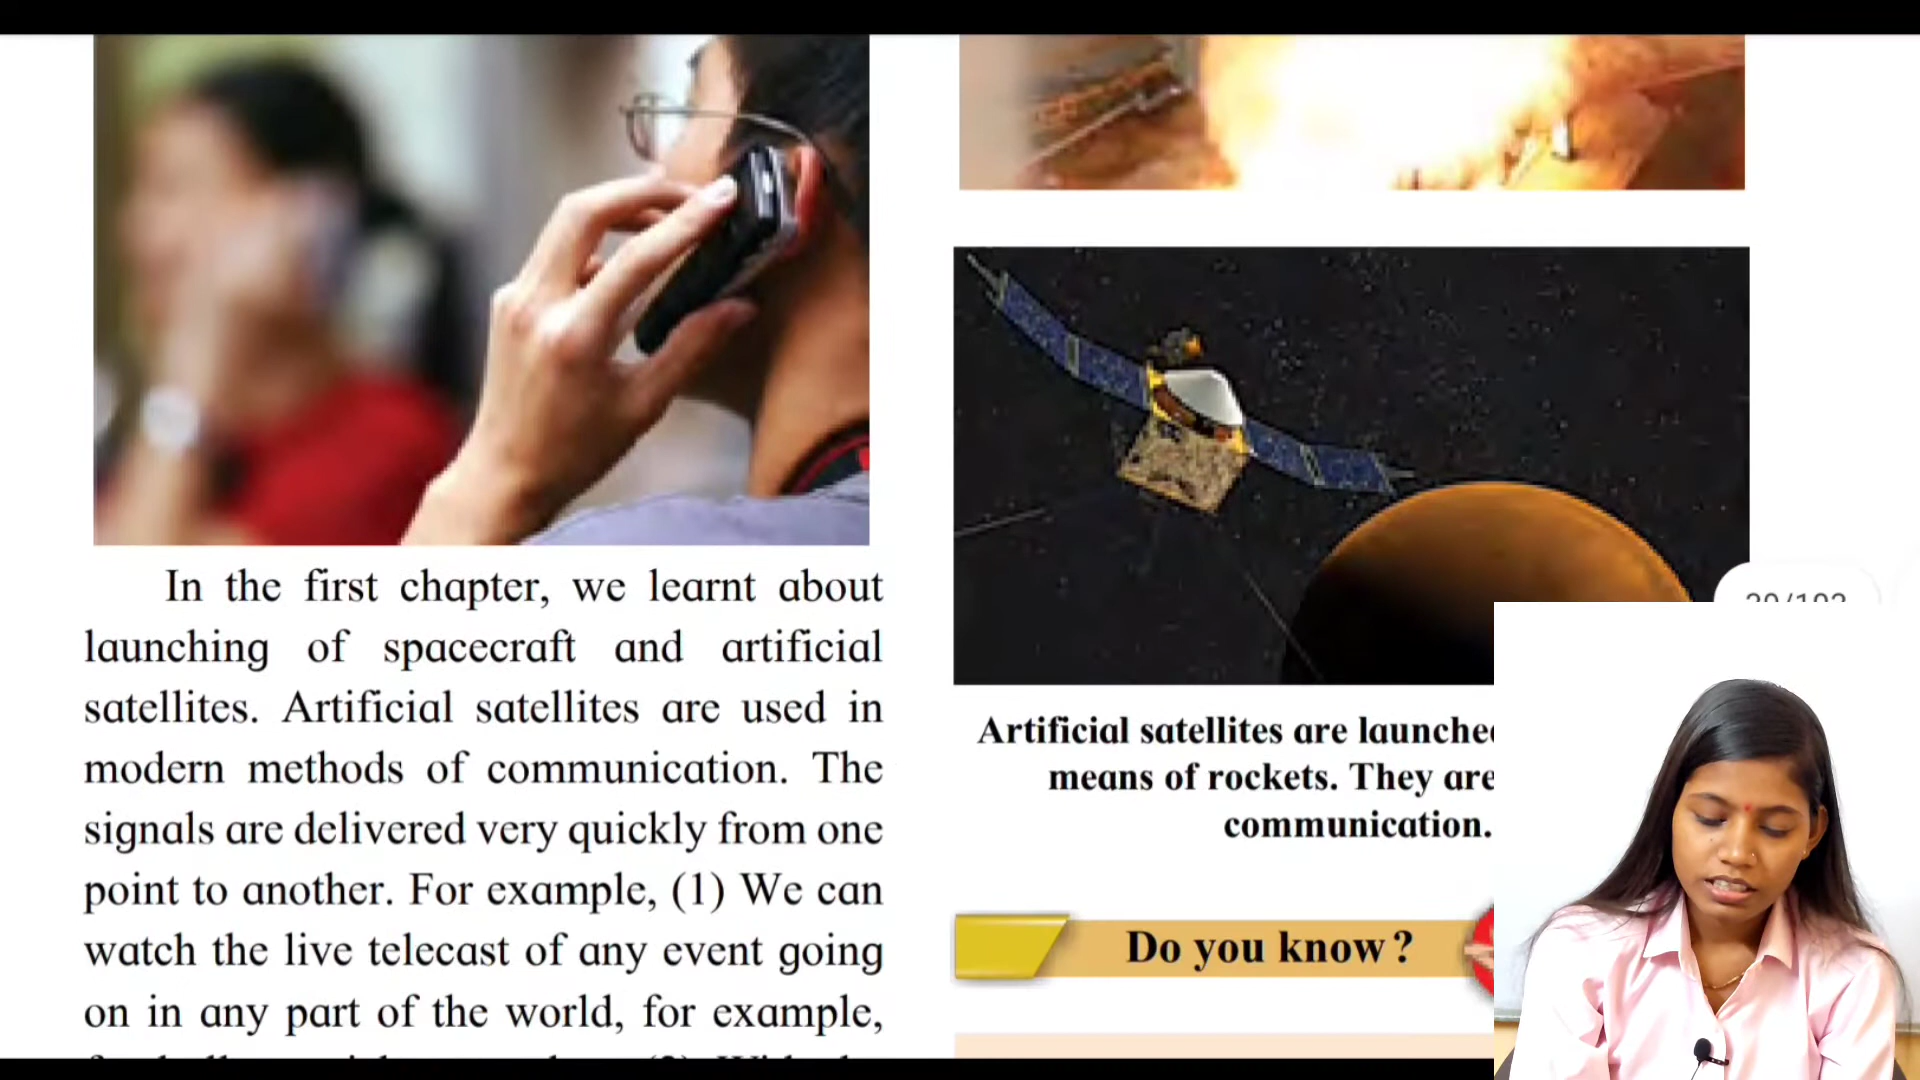 In the first chapter, we learnt about
launching of spacecraft and artificial
satellites. Artificial satellites are used in
modern methods of communication. The
signals are delivered very quickly from one
point to another. For example, (1) We can
watch the live telecast of any event going
on in any part of the world, for example,
Artificial satellites are
means of rockets. They are
communication.
Do you know?